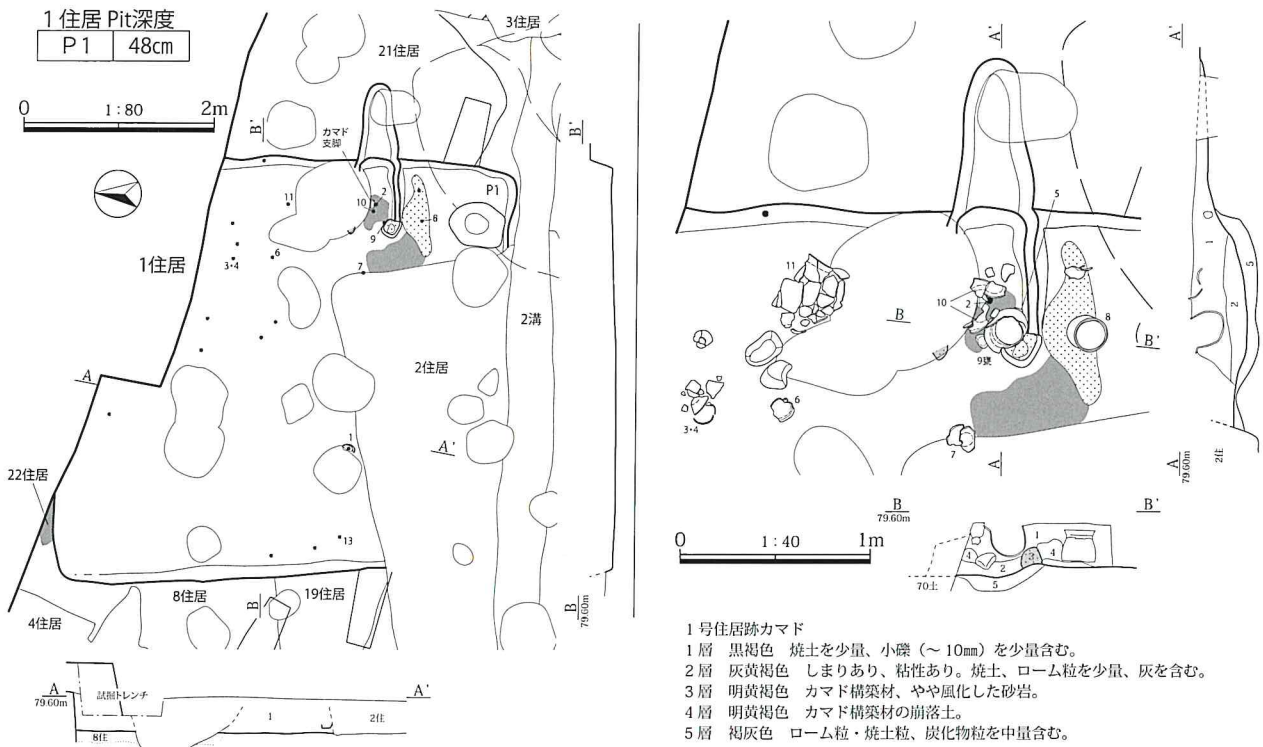 1住居 Pit深度
P1 48cm
0 1:80 2m
3住居
21住居
B'
B'
カマド
支脚
2
10
11
9
8
P1
6
3・4
7
1住居
2溝
2住居
A
A'
1
22住居
13
4住居
8住居
B
19住居
B
79.60m
A
79.60m
試掘トレンチ
A'
1
2住
8住
A'
A'
5
11
10
2
B
8
B'
9甕
6
3・4
7
A
A
79.60m
2住
1
2
5
B
79.60m
B'
0 1:40 1m
1
4
3
4
2
5
70土
1号住居跡カマド
1層 黒褐色 焼土を少量、小礫(~10mm)を少量含む。
2層 灰黄褐色 しまりあり、粘性あり。焼土、ローム粒を少量、灰を含む。
3層 明黄褐色 カマド構築材、やや風化した砂岩。
4層 明黄褐色 カマド構築材の崩落土。
5層 褐灰色 ローム粒・焼土粒、炭化物粒を中量含む。